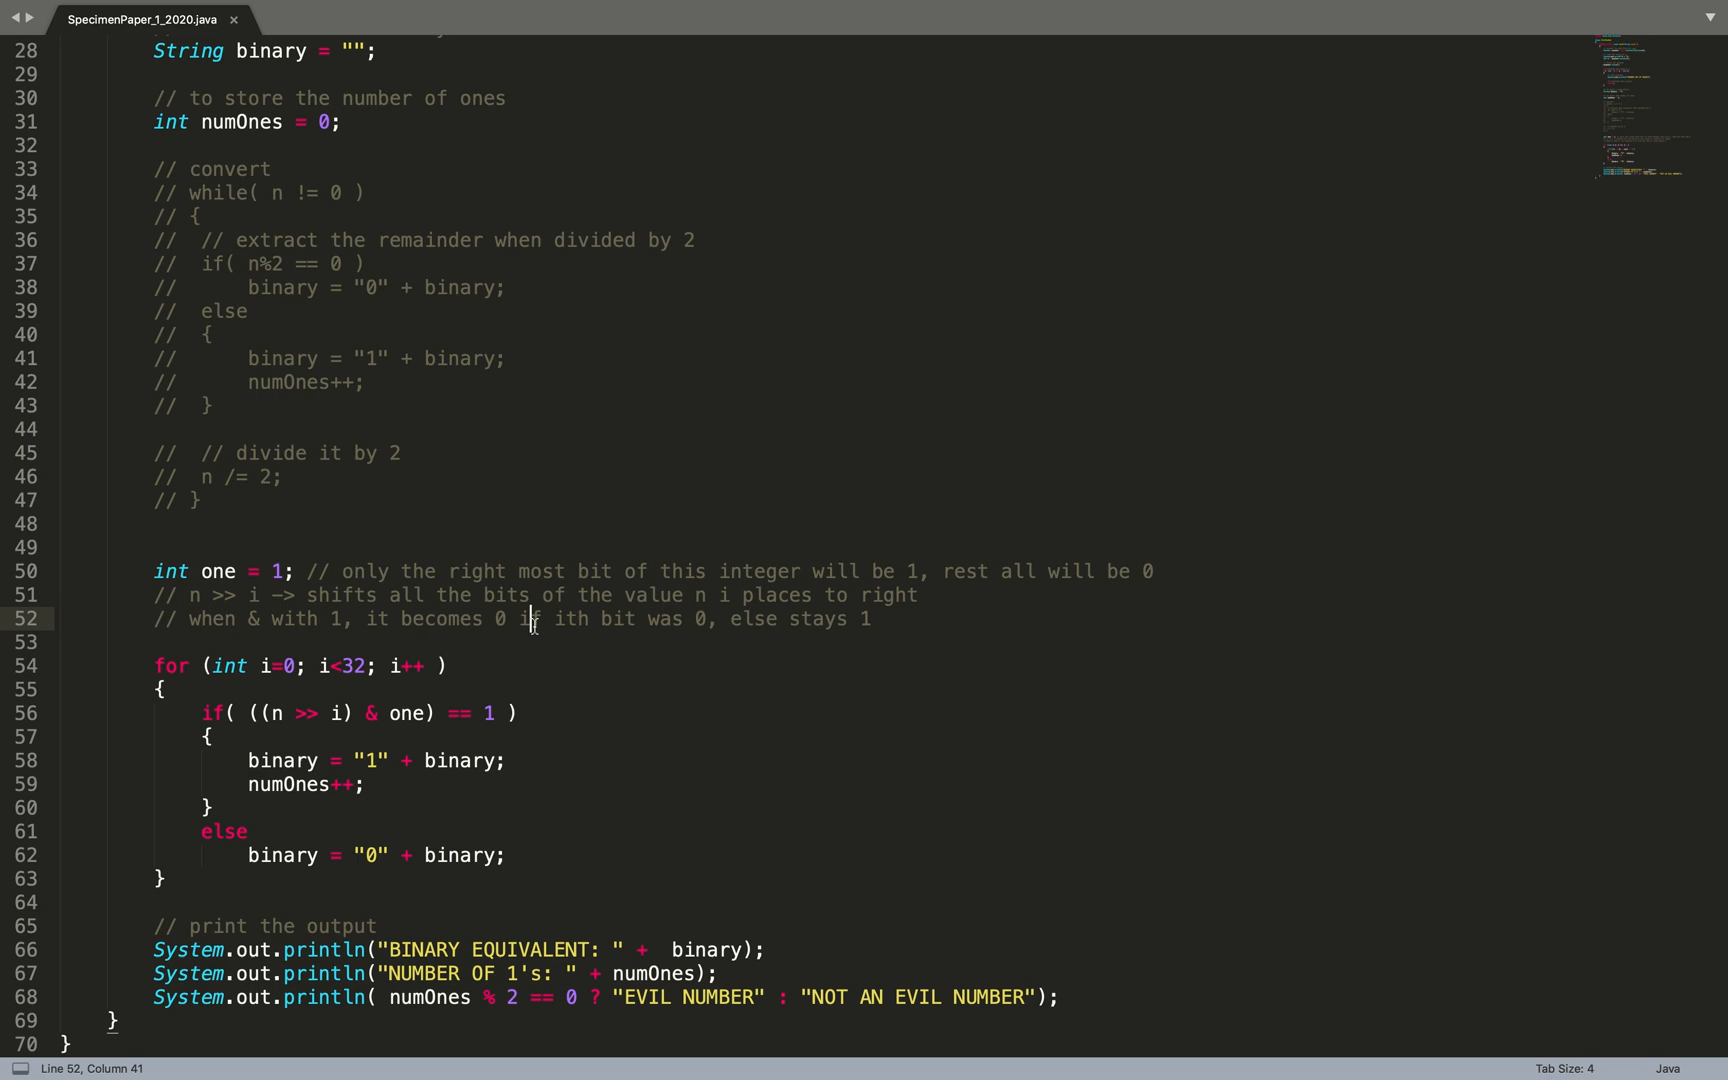 SpecimenPaper_1_2020.java ×
28 String binary = "";
29
30 // to store the number of ones
31 int numOnes = 0;
32
33 // convert
34 // while( n != 0 )
35 // {
36 // // extract the remainder when divided by 2
37 // if( n%2 == 0 )
38 // binary = "0" + binary;
39 // else
40 // {
41 // binary = "1" + binary;
42 // numOnes++;
43 // }
44
45 // // divide it by 2
46 // n /= 2;
47 // }
48
49
50 int one = 1; // only the right most bit of this integer will be 1, rest all will be 0
51 // n >> i -> shifts all the bits of the value n i places to right
52 // when & with 1, it becomes 0 if ith bit was 0, else stays 1
53
54 for (int i=0; i<32; i++ )
55 {
56 if( ((n >> i) & one) == 1 )
57 {
58 binary = "1" + binary;
59 numOnes++;
60 }
61 else
62 binary = "0" + binary;
63 }
64
65 // print the output
66 System.out.println("BINARY EQUIVALENT: " +  binary);
67 System.out.println("NUMBER OF 1's: " + numOnes);
68 System.out.println( numOnes % 2 == 0 ? "EVIL NUMBER" : "NOT AN EVIL NUMBER");
69 }
70 }
Line 52, Column 41 Tab Size: 4 Java